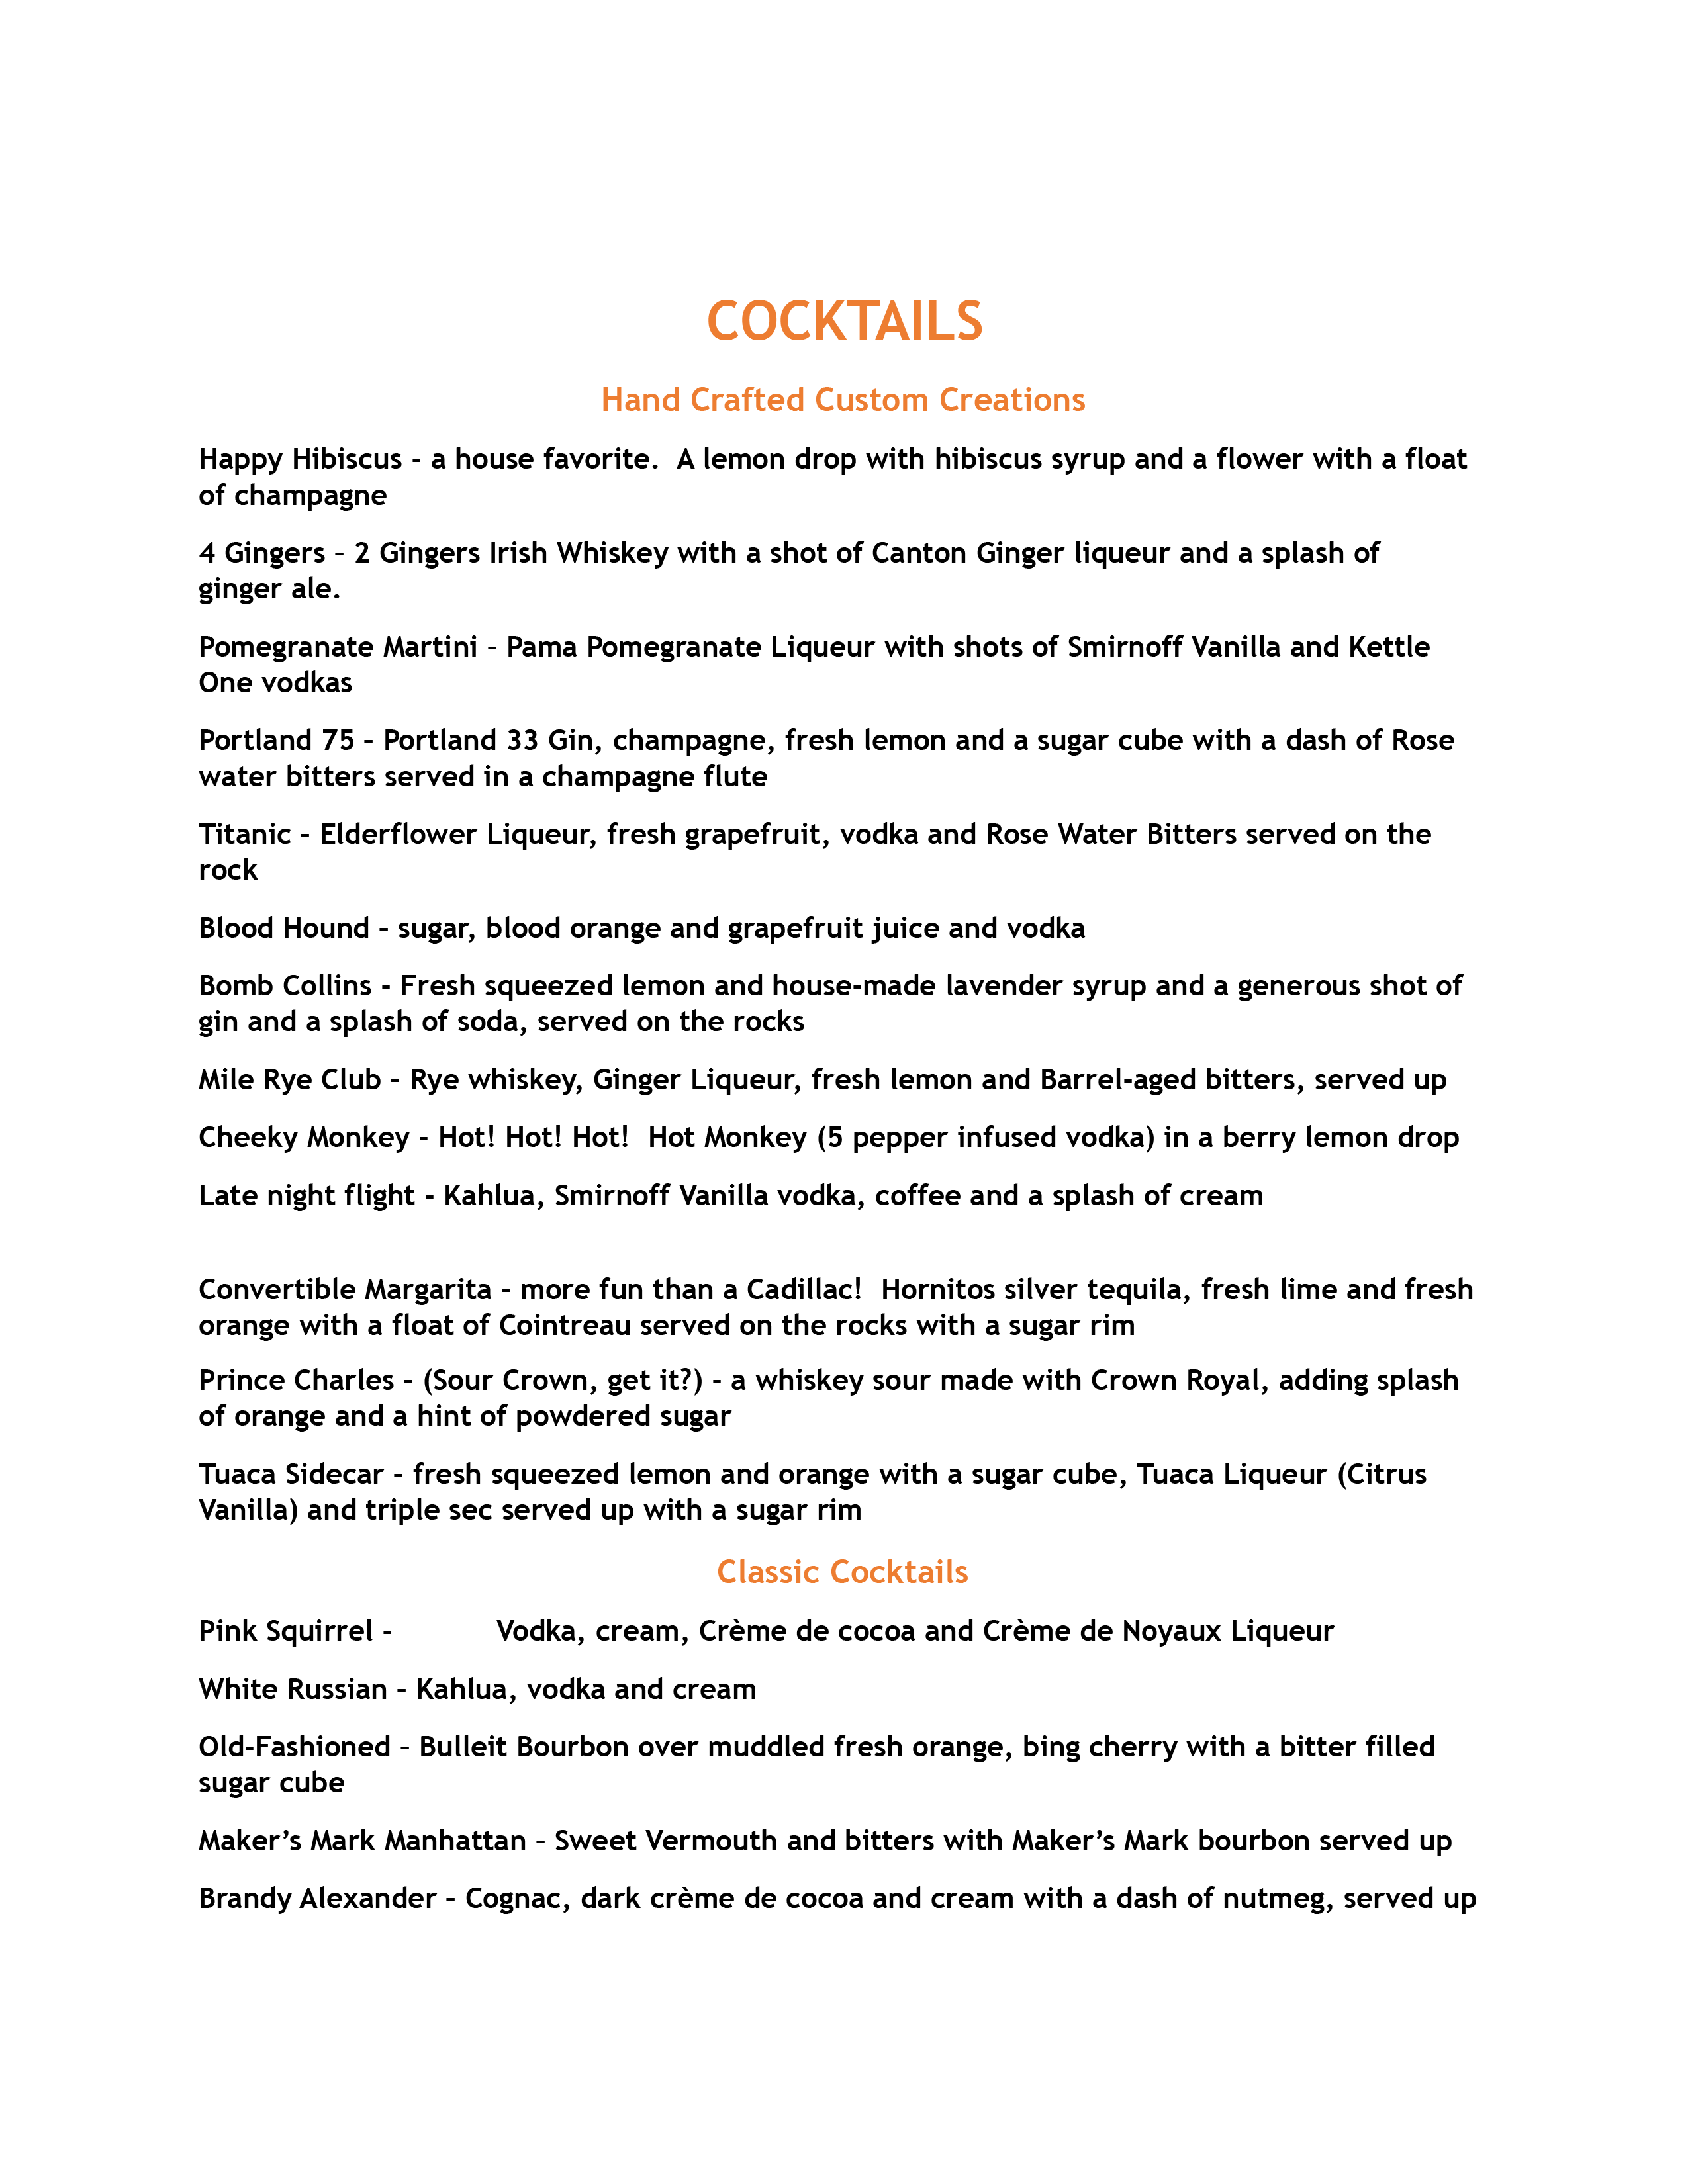 COCKTAILS
Hand Crafted Custom Creations
Happy Hibiscus - a house favorite.  A lemon drop with hibiscus syrup and a flower with a float
of champagne
4 Gingers – 2 Gingers Irish Whiskey with a shot of Canton Ginger liqueur and a splash of
ginger ale.
Pomegranate Martini – Pama Pomegranate Liqueur with shots of Smirnoff Vanilla and Kettle
One vodkas
Portland 75 – Portland 33 Gin, champagne, fresh lemon and a sugar cube with a dash of Rose
water bitters served in a champagne flute
Titanic – Elderflower Liqueur, fresh grapefruit, vodka and Rose Water Bitters served on the
rock
Blood Hound – sugar, blood orange and grapefruit juice and vodka
Bomb Collins - Fresh squeezed lemon and house-made lavender syrup and a generous shot of
gin and a splash of soda, served on the rocks
Mile Rye Club – Rye whiskey, Ginger Liqueur, fresh lemon and Barrel-aged bitters, served up
Cheeky Monkey - Hot! Hot! Hot!  Hot Monkey (5 pepper infused vodka) in a berry lemon drop
Late night flight - Kahlua, Smirnoff Vanilla vodka, coffee and a splash of cream
Convertible Margarita – more fun than a Cadillac!  Hornitos silver tequila, fresh lime and fresh
orange with a float of Cointreau served on the rocks with a sugar rim
Prince Charles – (Sour Crown, get it?) - a whiskey sour made with Crown Royal, adding splash
of orange and a hint of powdered sugar
Tuaca Sidecar – fresh squeezed lemon and orange with a sugar cube, Tuaca Liqueur (Citrus
Vanilla) and triple sec served up with a sugar rim
Classic Cocktails
Pink Squirrel -	Vodka, cream, Crème de cocoa and Crème de Noyaux Liqueur
White Russian – Kahlua, vodka and cream
Old-Fashioned – Bulleit Bourbon over muddled fresh orange, bing cherry with a bitter filled
sugar cube
Maker’s Mark Manhattan – Sweet Vermouth and bitters with Maker’s Mark bourbon served up
Brandy Alexander – Cognac, dark crème de cocoa and cream with a dash of nutmeg, served up